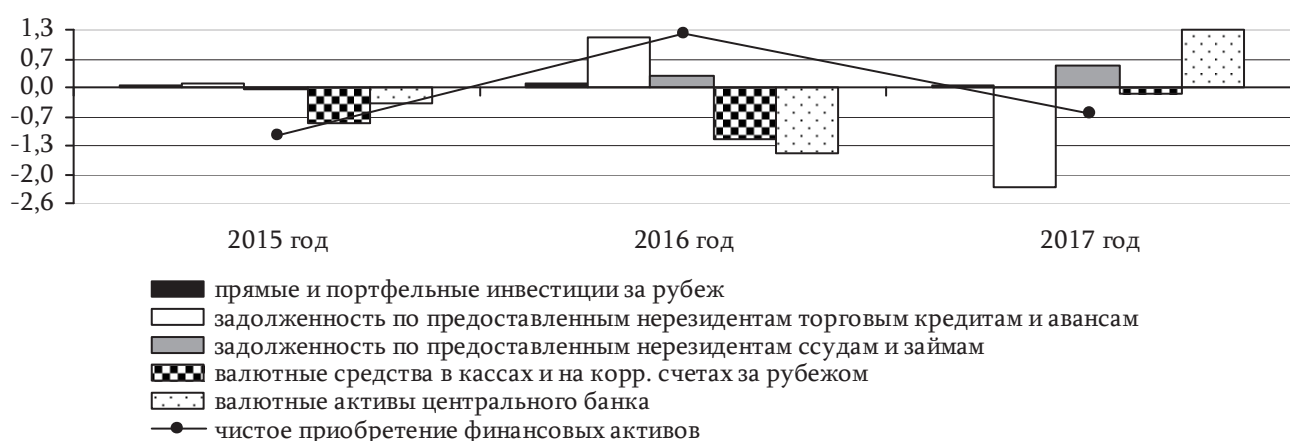 1,3
0,7
0,0
-0,7
-1,3
-2,0
-2,6
2015 год
2016 год
2017 год
прямые и портфельные инвестиции за рубеж
задолженность по предоставленным нерезидентам торговым кредитам и авансам
задолженность по предоставленным нерезидентам ссудам и займам
валютные средства в кассах и на корр. счетах за рубежом
валютные активы центрального банка
чистое приобретение финансовых активов